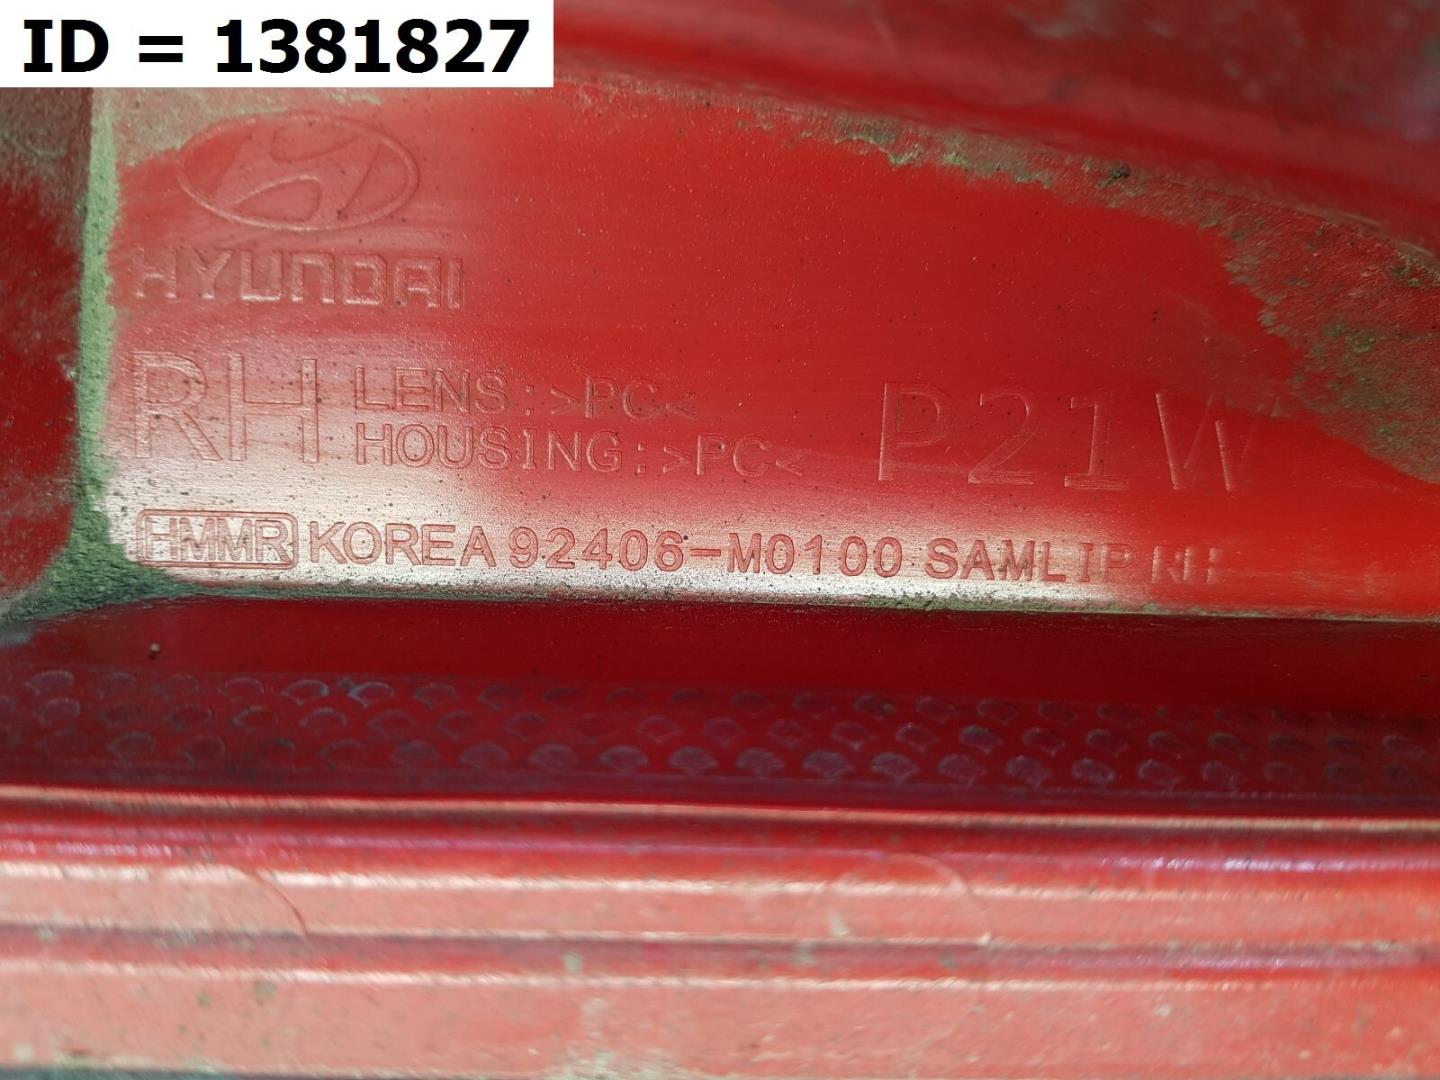 ID = 1381827
HYUNDAI
RH LENS:>PC< P21W
HOUSING:>PC<
HMMR KOREA 92406-M0100 SAMLIP